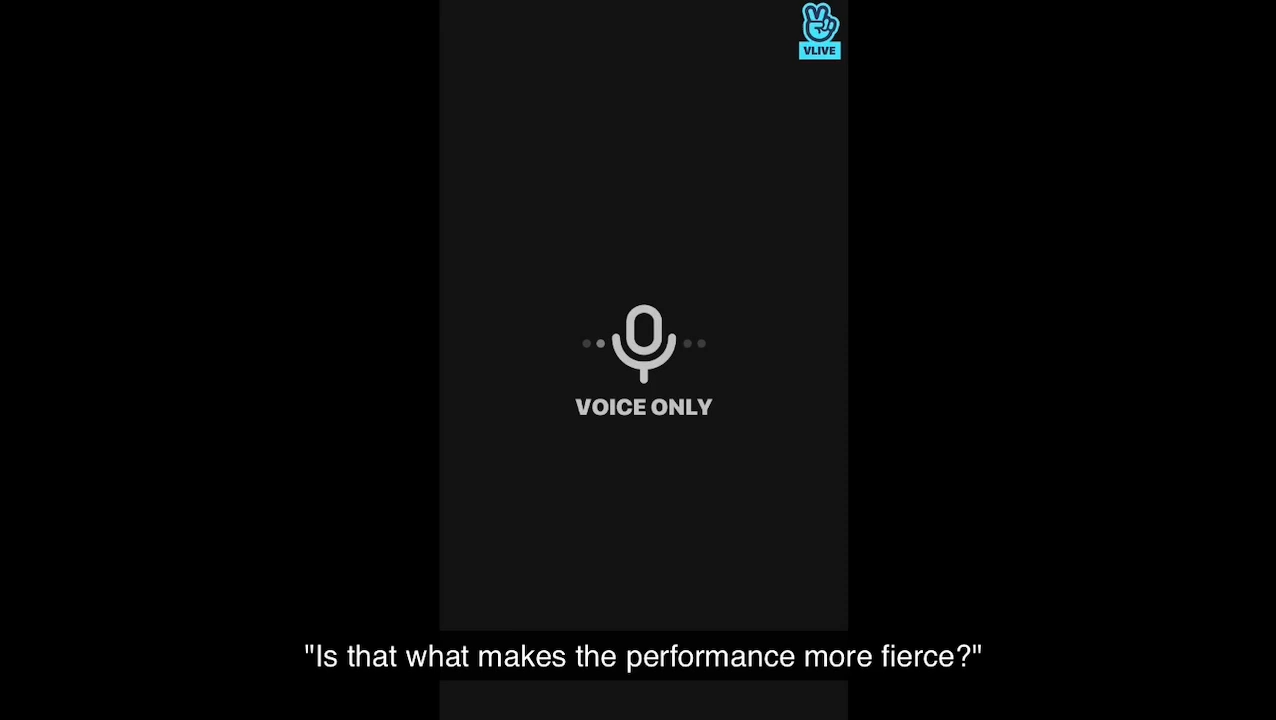 VLIVE
VOICE ONLY
"Is that what makes the performance more fierce?"